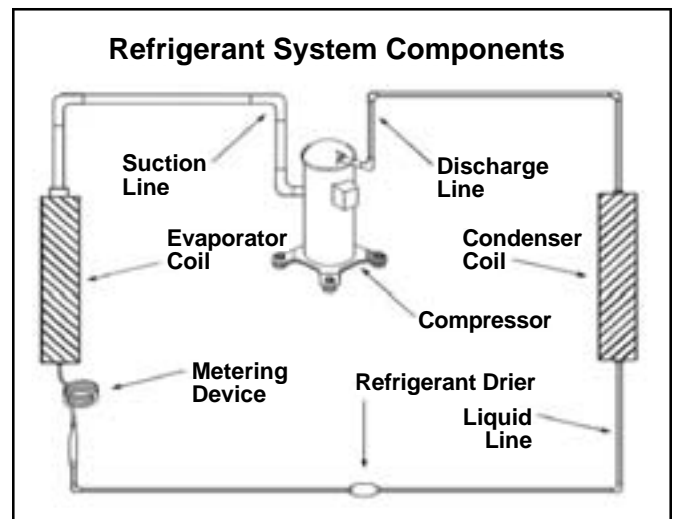 Refrigerant System Components
Suction
Line
Discharge
Line
Evaporator
Coil
Condenser
Coil
Compressor
Metering
Device
Refrigerant Drier
Liquid
Line